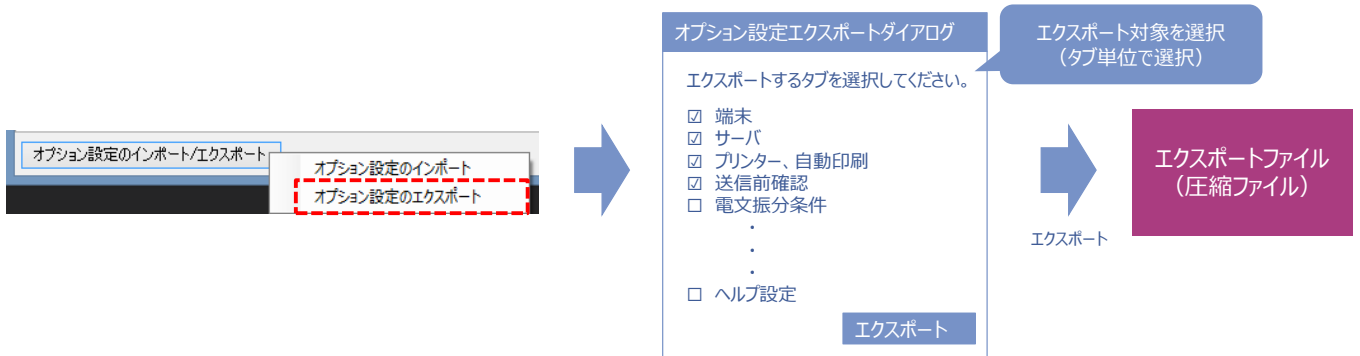 オプション設定のインポート/エクスポート
オプション設定のインポート
オプション設定のエクスポート
オプション設定エクスポートダイアログ
エクスポートするタブを選択してください。
☑ 端末
☑ サーバ
☑ プリンター、自動印刷
☑ 送信前確認
☐ 電文振分条件
・
・
・
☐ ヘルプ設定
エクスポート
エクスポート対象を選択
（タブ単位で選択）
エクスポート
エクスポートファイル
（圧縮ファイル）